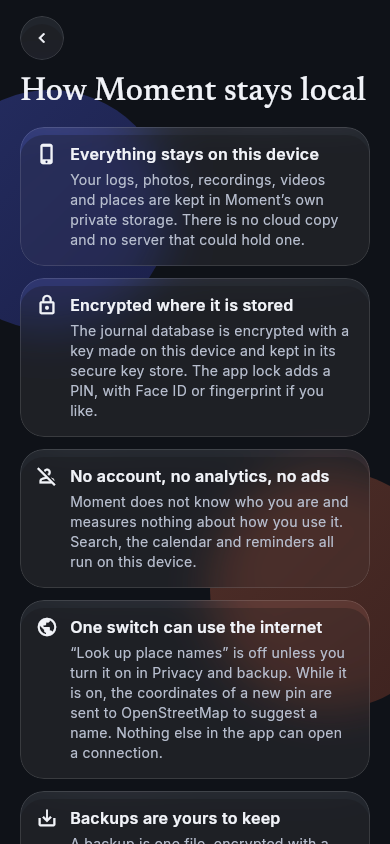 How Moment stays local
Everything stays on this device
Your logs, photos, recordings, videos
and places are kept in Moment’s own
private storage. There is no cloud copy
and no server that could hold one.
Encrypted where it is stored
The journal database is encrypted with a
key made on this device and kept in its
secure key store. The app lock adds a
PIN, with Face ID or fingerprint if you
like.
No account, no analytics, no ads
Moment does not know who you are and
measures nothing about how you use it.
Search, the calendar and reminders all
run on this device.
One switch can use the internet
“Look up place names” is off unless you
turn it on in Privacy and backup. While it
is on, the coordinates of a new pin are
sent to OpenStreetMap to suggest a
name. Nothing else in the app can open
a connection.
Backups are yours to keep
A backup is one file, encrypted with a